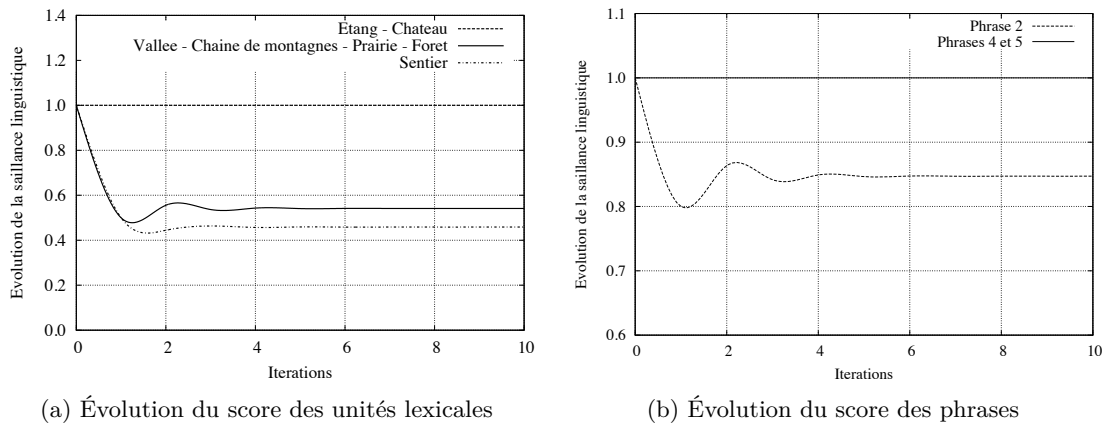 1.4
1.2
1.0
0.8
0.6
0.4
0.2
0.0
Evolution de la saillance linguistique
Etang - Chateau
Vallee - Chaine de montagnes - Prairie - Foret
Sentier
0 2 4 6 8 10
Iterations
(a) Évolution du score des unités lexicales
1.1
1.0
0.9
0.8
0.7
0.6
Evolution de la saillance linguistique
Phrase 2
Phrases 4 et 5
0 2 4 6 8 10
Iterations
(b) Évolution du score des phrases